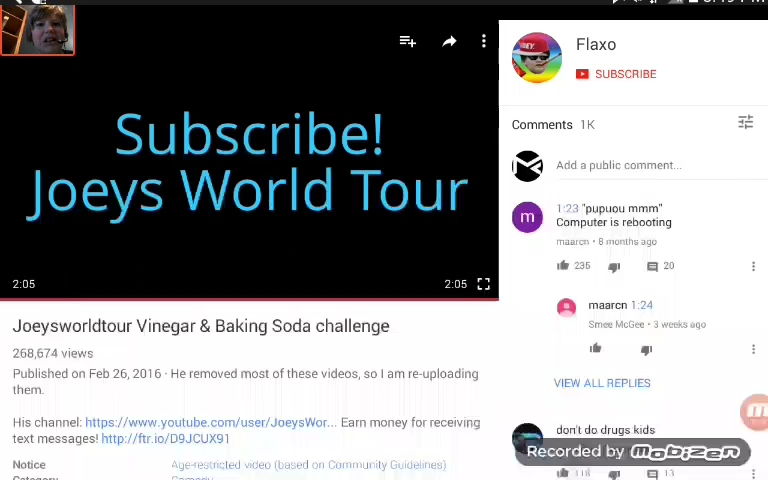 Subscribe!
Joeys World Tour
2:05
2:05
Joeysworldtour Vinegar & Baking Soda challenge
268,674 views
Published on Feb 26, 2016 · He removed most of these videos, so I am re-uploading
them.
His channel: https://www.youtube.com/user/JoeysWor... Earn money for receiving
text messages! http://ftr.io/D9JCUX91
Notice
Age-restricted video (based on Community Guidelines)
Flaxo
SUBSCRIBE
Comments 1K
Add a public comment...
m
1:23 "pupuou mmm"
Computer is rebooting
maarcn • 8 months ago
235
20
maarcn 1:24
Smee McGee • 3 weeks ago
VIEW ALL REPLIES
don't do drugs kids
Recorded by
mobizen
13